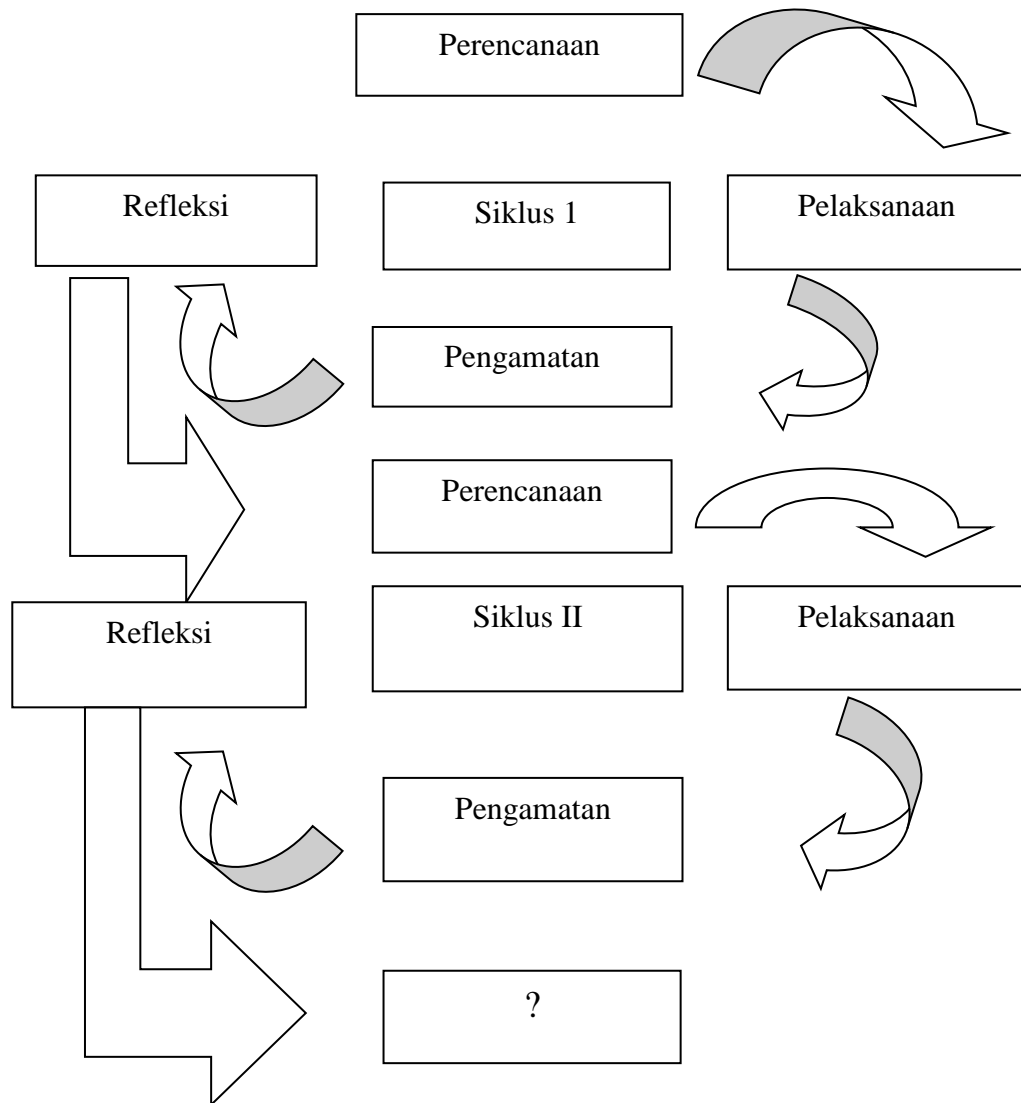 Perencanaan
Refleksi
Siklus 1
Pelaksanaan
Pengamatan
Perencanaan
Refleksi
Siklus II
Pelaksanaan
Pengamatan
?